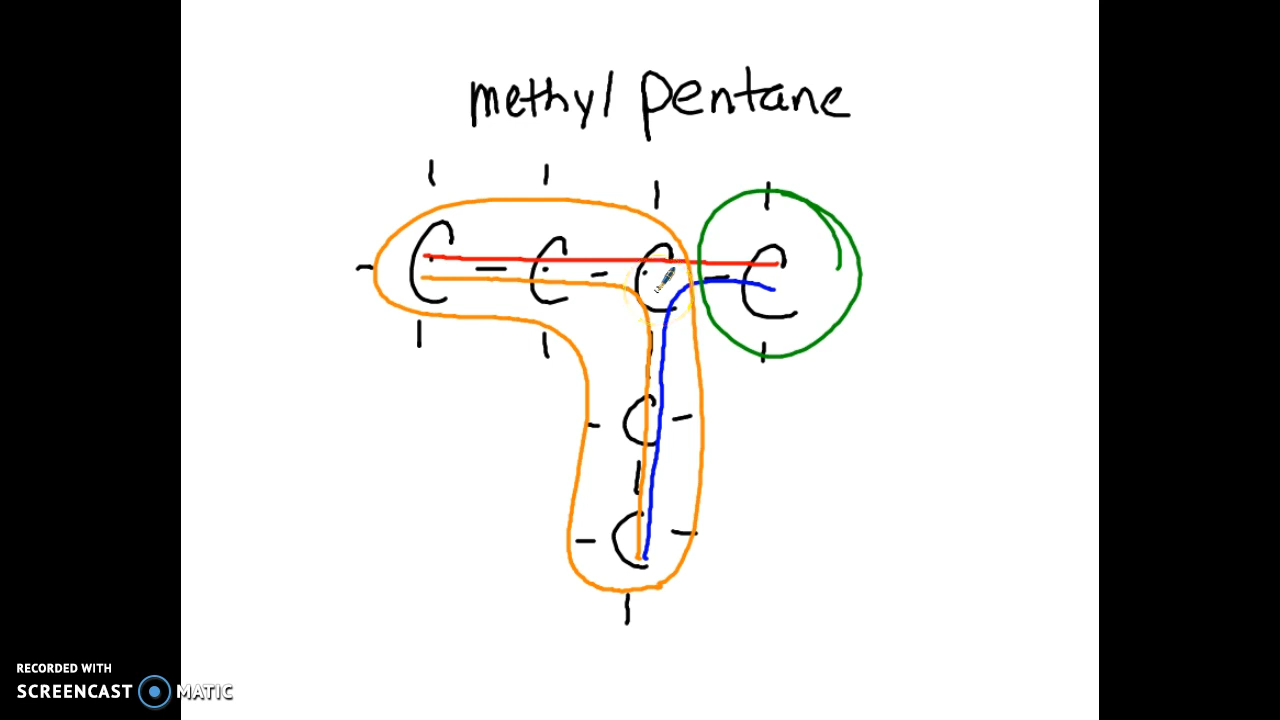 methyl pentane
C C C C
C
C
RECORDED WITH
SCREENCAST MATIC